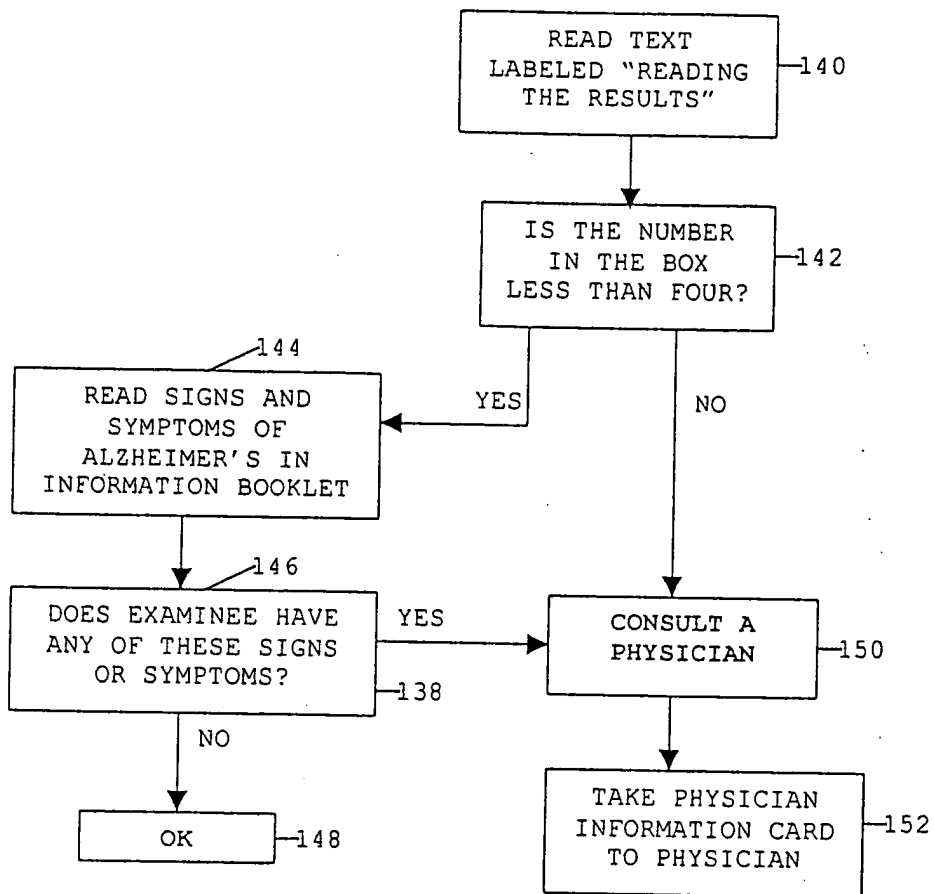 READ TEXT
LABELED "READING
THE RESULTS"
140
IS THE NUMBER
IN THE BOX
LESS THAN FOUR?
142
144
READ SIGNS AND
SYMPTOMS OF
ALZHEIMER'S IN
INFORMATION BOOKLET
YES
NO
146
DOES EXAMINEE HAVE
ANY OF THESE SIGNS
OR SYMPTOMS?
138
YES
CONSULT A
PHYSICIAN
150
NO
OK
148
TAKE PHYSICIAN
INFORMATION CARD
TO PHYSICIAN
152